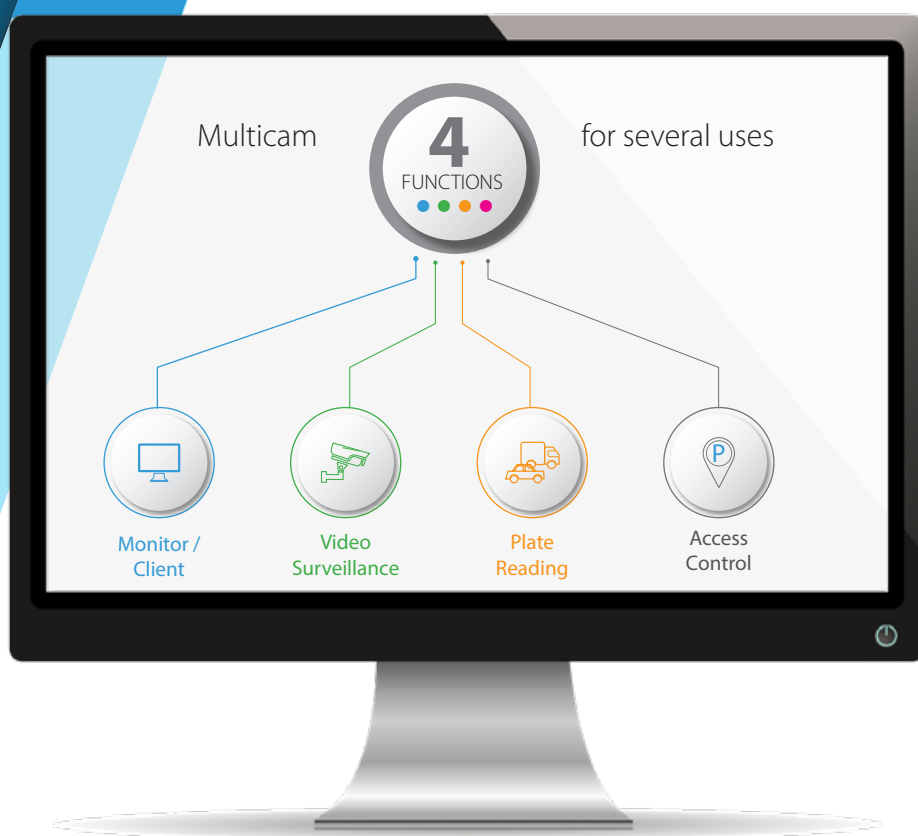 Multicam
4
FUNCTIONS
for several uses
Monitor /
Client
Video
Surveillance
Plate
Reading
P
Access
Control